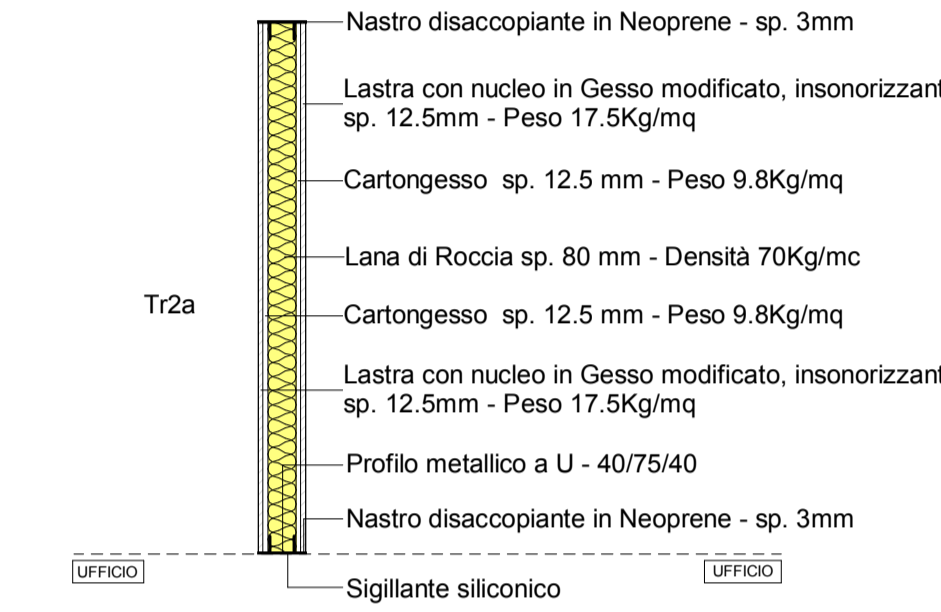 Nastro disaccopiante in Neoprene - sp. 3mm
Lastra con nucleo in Gesso modificato, insonorizzant
sp. 12.5mm - Peso 17.5Kg/mq
Cartongesso sp. 12.5 mm - Peso 9.8Kg/mq
Lana di Roccia sp. 80 mm - Densità 70Kg/mc
Tr2a
Cartongesso sp. 12.5 mm - Peso 9.8Kg/mq
Lastra con nucleo in Gesso modificato, insonorizzant
sp. 12.5mm - Peso 17.5Kg/mq
Profilo metallico a U - 40/75/40
Nastro disaccopiante in Neoprene - sp. 3mm
UFFICIO
UFFICIO
Sigillante siliconico